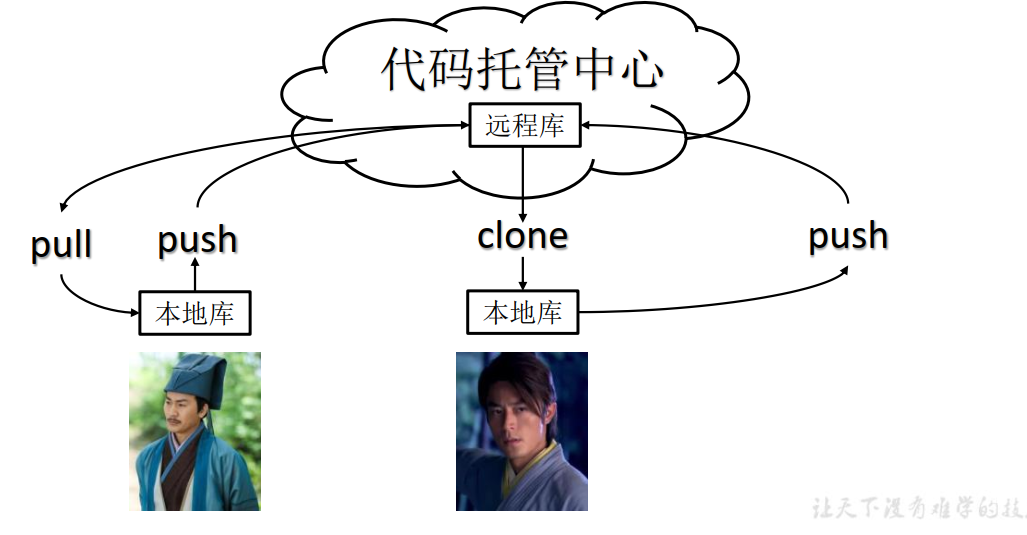 代码托管中心
远程库
pull
push
clone
push
本地库
本地库
让天下没有难学的技